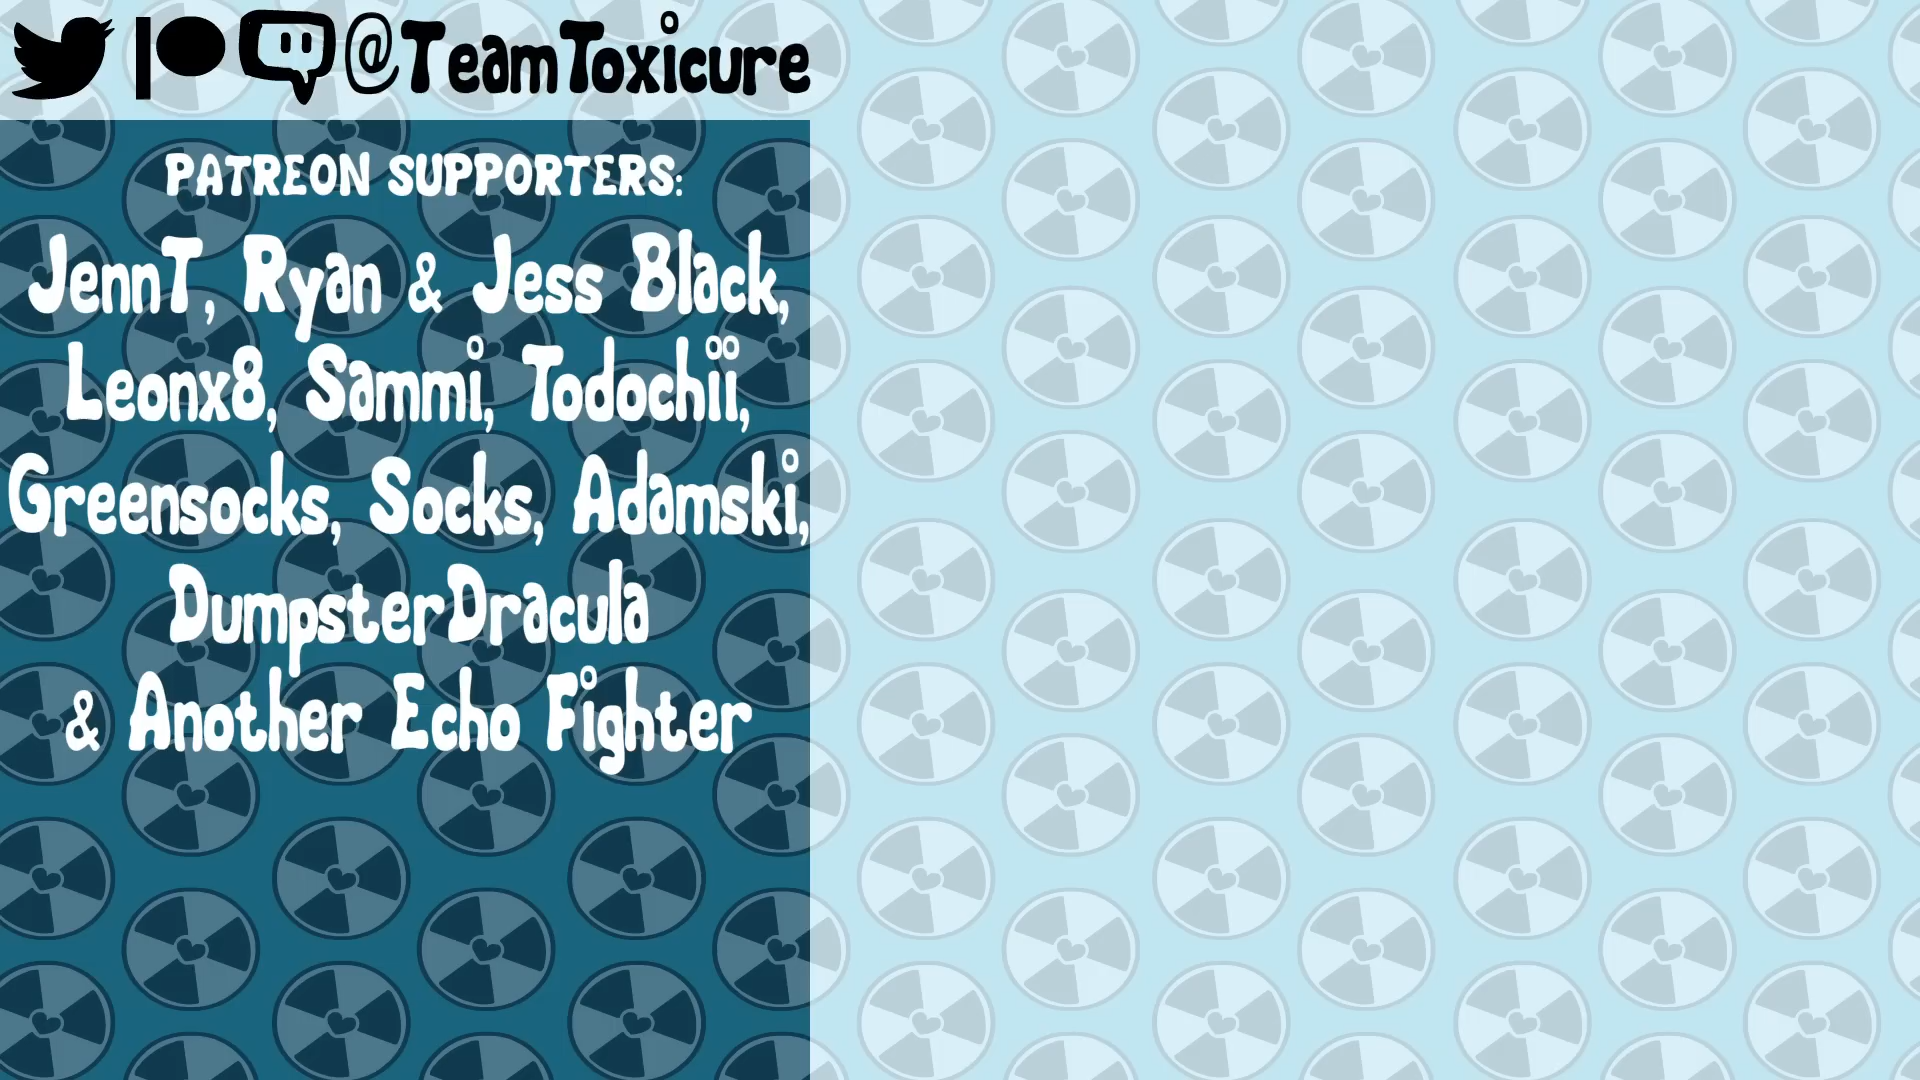 @TeamToxicure
PATREON SUPPORTERS:
JennT, Ryan & Jess Black,
Leonx8, Sammi, Todochii,
Greensocks, Socks, Adamski,
DumpsterDracula
& Another Echo Fighter